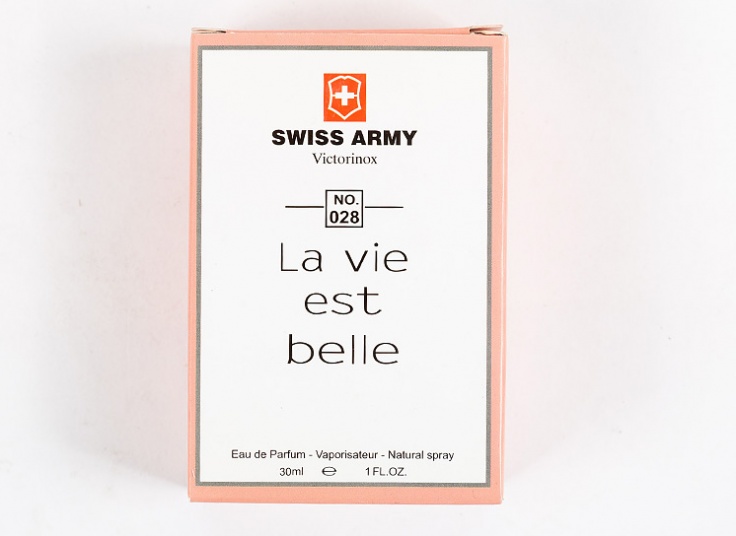 SWISS ARMY
Victorinox
NO.
028
La vie
est
belle
Eau de Parfum - Vaporisateur - Natural spray
30ml ℮ 1 FL.OZ.